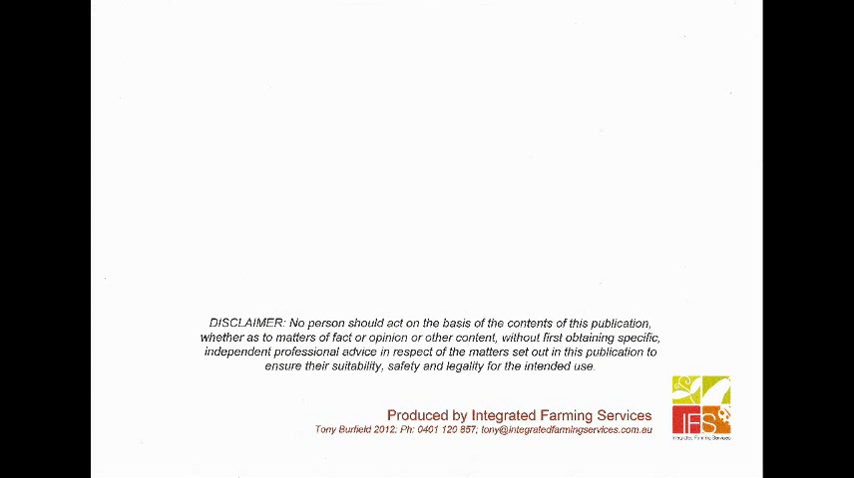 DISCLAIMER: No person should act on the basis of the contents of this publication,
whether as to matters of fact or opinion or other content, without first obtaining specific,
independent professional advice in respect of the matters set out in this publication to
ensure their suitability, safety and legality for the intended use.
Produced by Integrated Farming Services
Tony Burfield 2012; Ph: 0401 120 857; tony@integratedfarmingservices.com.au
IFS
Integrated Farming Services